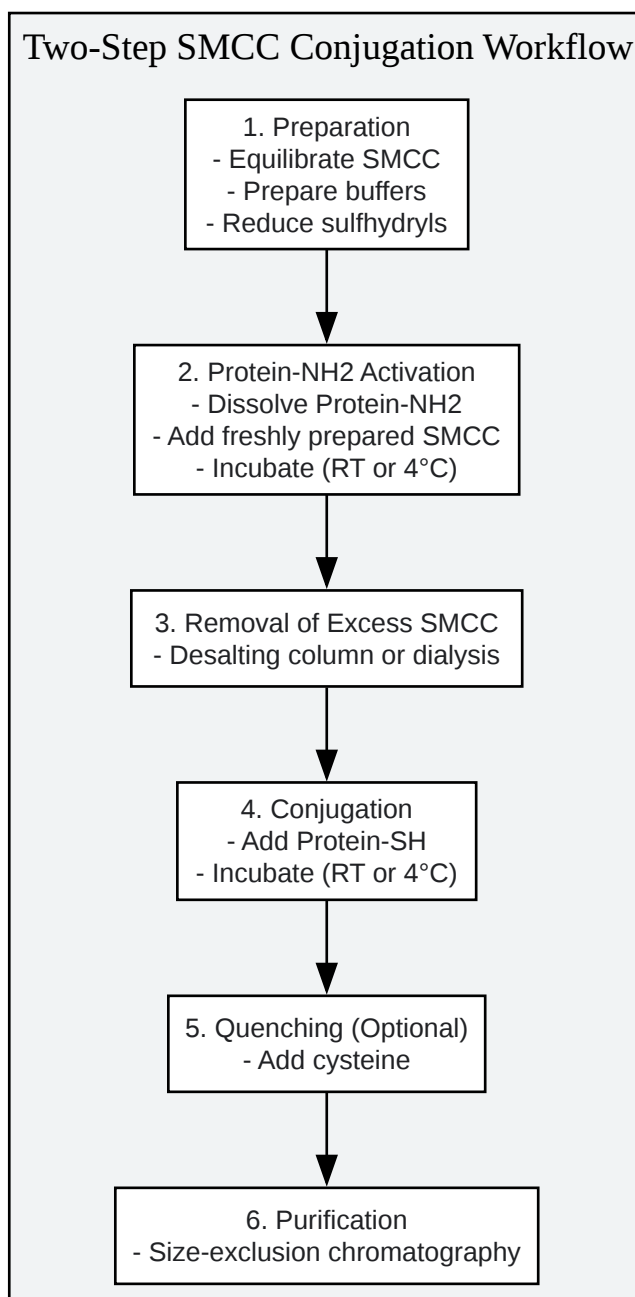 Two-Step SMCC Conjugation Workflow
1. Preparation
- Equilibrate SMCC
- Prepare buffers
- Reduce sulfhydryls
2. Protein-NH2 Activation
- Dissolve Protein-NH2
- Add freshly prepared SMCC
- Incubate (RT or 4°C)
3. Removal of Excess SMCC
- Desalting column or dialysis
4. Conjugation
- Add Protein-SH
- Incubate (RT or 4°C)
5. Quenching (Optional)
- Add cysteine
6. Purification
- Size-exclusion chromatography